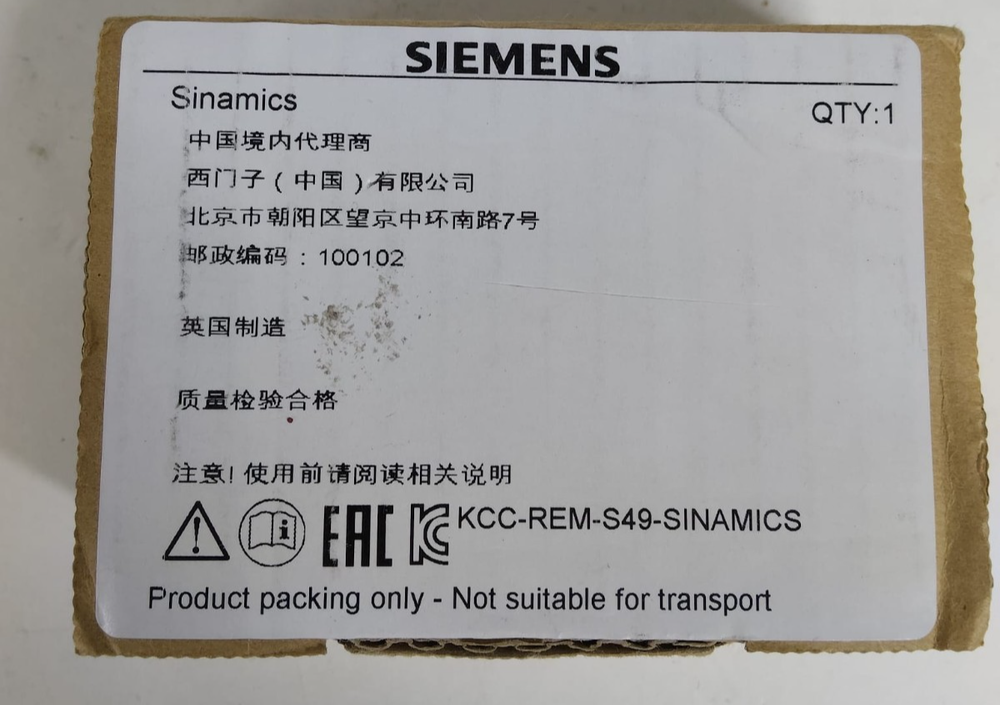 SIEMENS
Sinamics
QTY:1
中国境内代理商
西门子(中国)有限公司
北京市朝阳区望京中环南路7号
邮政编码:100102
英国制造
质量检验合格
注意!使用前请阅读相关说明
EAC KC KCC-REM-S49-SINAMICS
Product packing only - Not suitable for transport